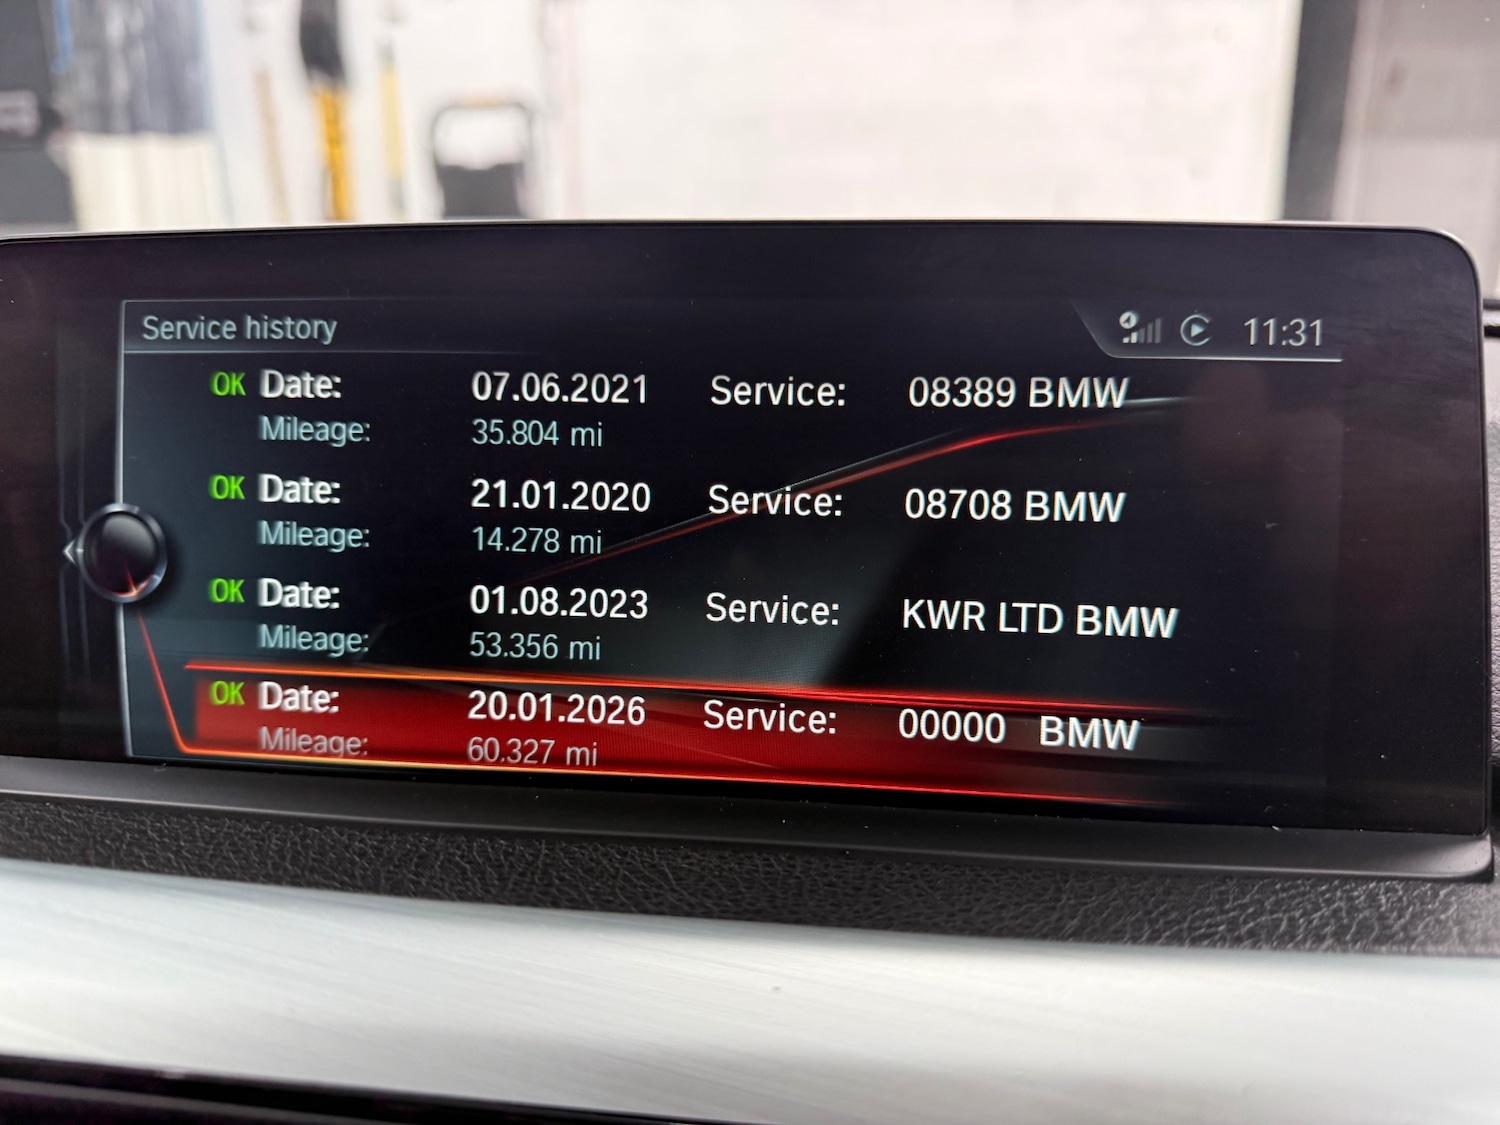 Service history 11:31
OK Date: 07.06.2021 Service: 08389 BMW
Mileage: 35.804 mi
OK Date: 21.01.2020 Service: 08708 BMW
Mileage: 14.278 mi
OK Date: 01.08.2023 Service: KWR LTD BMW
Mileage: 53.356 mi
OK Date: 20.01.2026 Service: 00000 BMW
Mileage: 60.327 mi